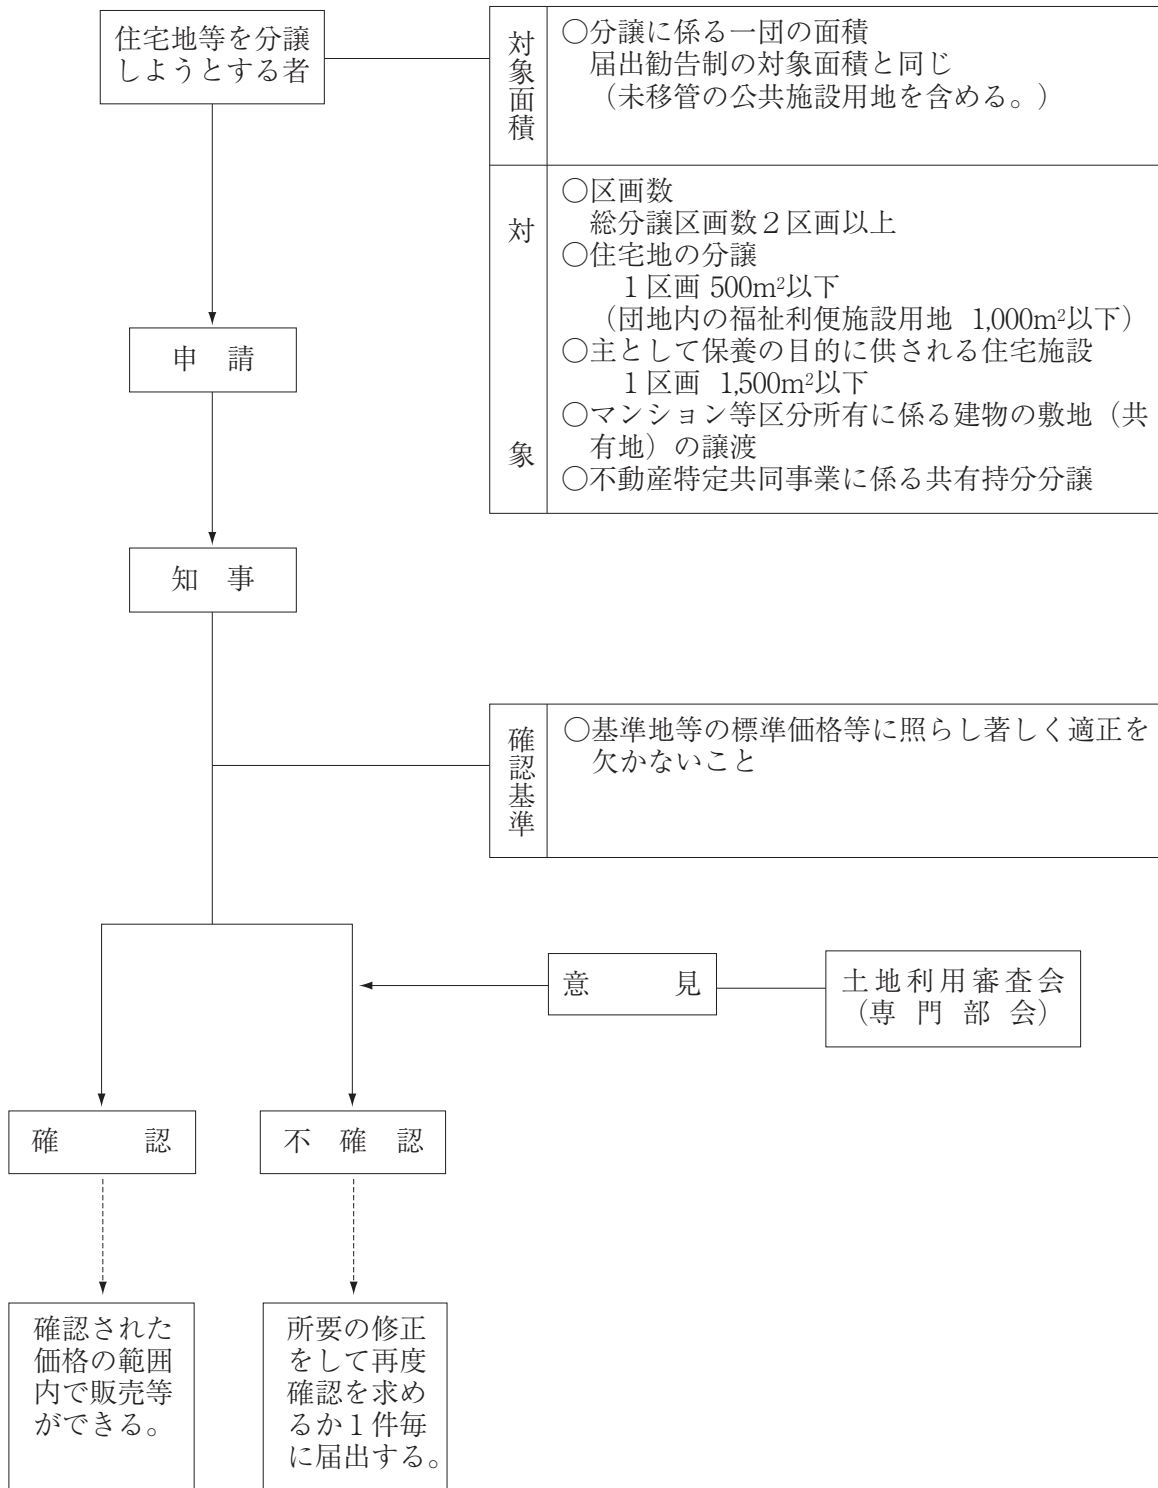 住宅地等を分譲
しようとする者
対象面積
○分譲に係る一団の面積
届出勧告制の対象面積と同じ
（未移管の公共施設用地を含める。）
対象
○区画数
総分譲区画数２区画以上
○住宅地の分譲
１区画 500m²以下
（団地内の福祉利便施設用地 1,000m²以下）
○主として保養の目的に供される住宅施設
１区画 1,500m²以下
○マンション等区分所有に係る建物の敷地（共
有地）の譲渡
○不動産特定共同事業に係る共有持分分譲
申　請
知　事
確認基準
○基準地等の標準価格等に照らし著しく適正を
欠かないこと
意　　見
土地利用審査会
（専　門　部　会）
確　　認
不　確　認
確認された
価格の範囲
内で販売等
ができる。
所要の修正
をして再度
確認を求め
るか１件毎
に届出する。